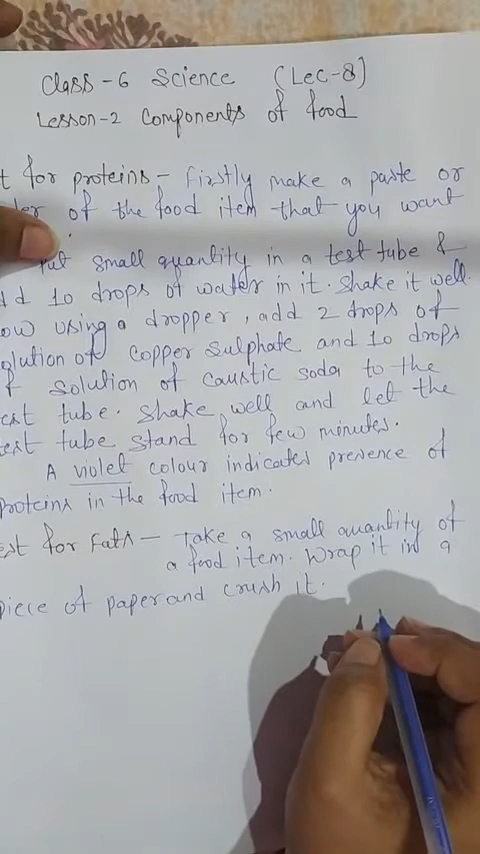 Class-6 Science (Lec-8)
Lesson-2 Components of food
t for proteins - Firstly make a paste or
der of the food item that you want
Put small quantity in a test tube &
dd 10 drops of water in it. Shake it well.
ow using a dropper, add 2 drops of
olution of copper sulphate and 10 drops
f solution of caustic soda to the
est tube. Shake well and let the
test tube stand for few minutes.
A violet colour indicates presence of
proteins in the food item.
est for Fats - Take a small quantity of
a food item. Wrap it in a
piece of paper and crush it.